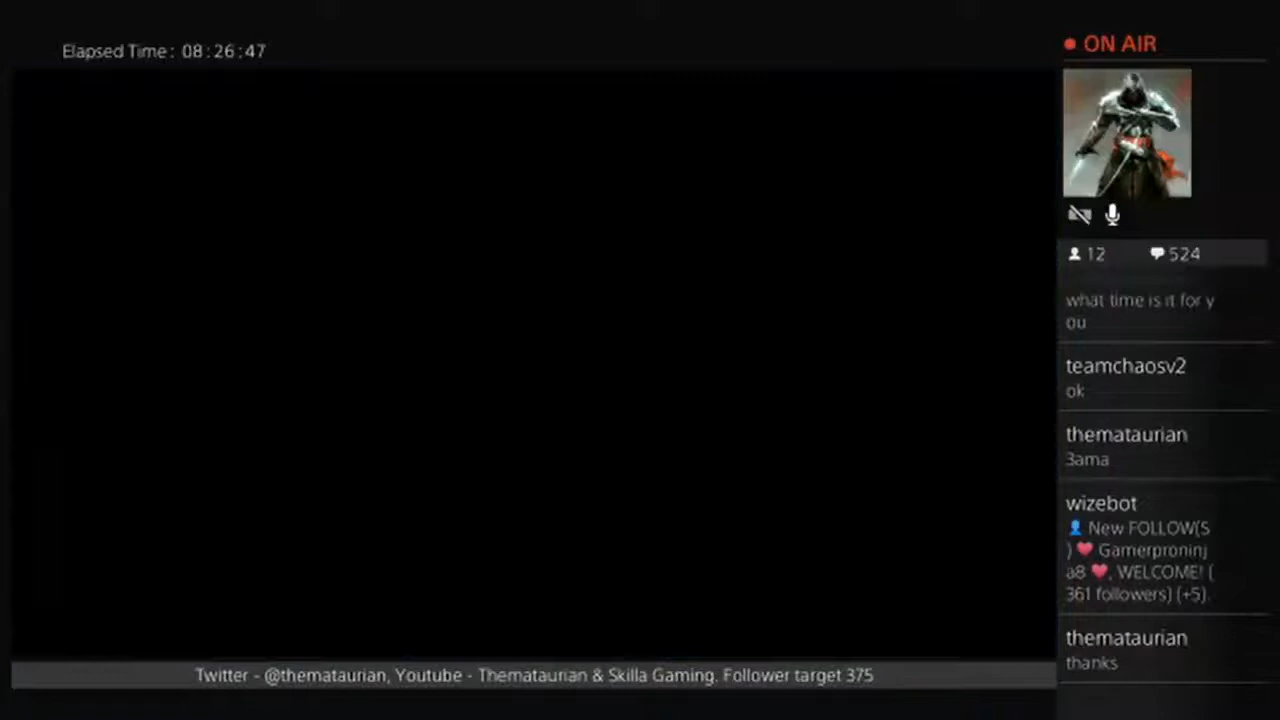 Elapsed Time: 08:26:47
ON AIR
12 524
what time is it for y
ou
teamchaosv2
ok
themataurian
3ama
wizebot
👤 New FOLLOW(S
) ❤ Gamerproninj
a8 ❤, WELCOME! (
361 followers) (+5).
themataurian
thanks
Twitter - @themataurian, Youtube - Themataurian & Skilla Gaming. Follower target 375